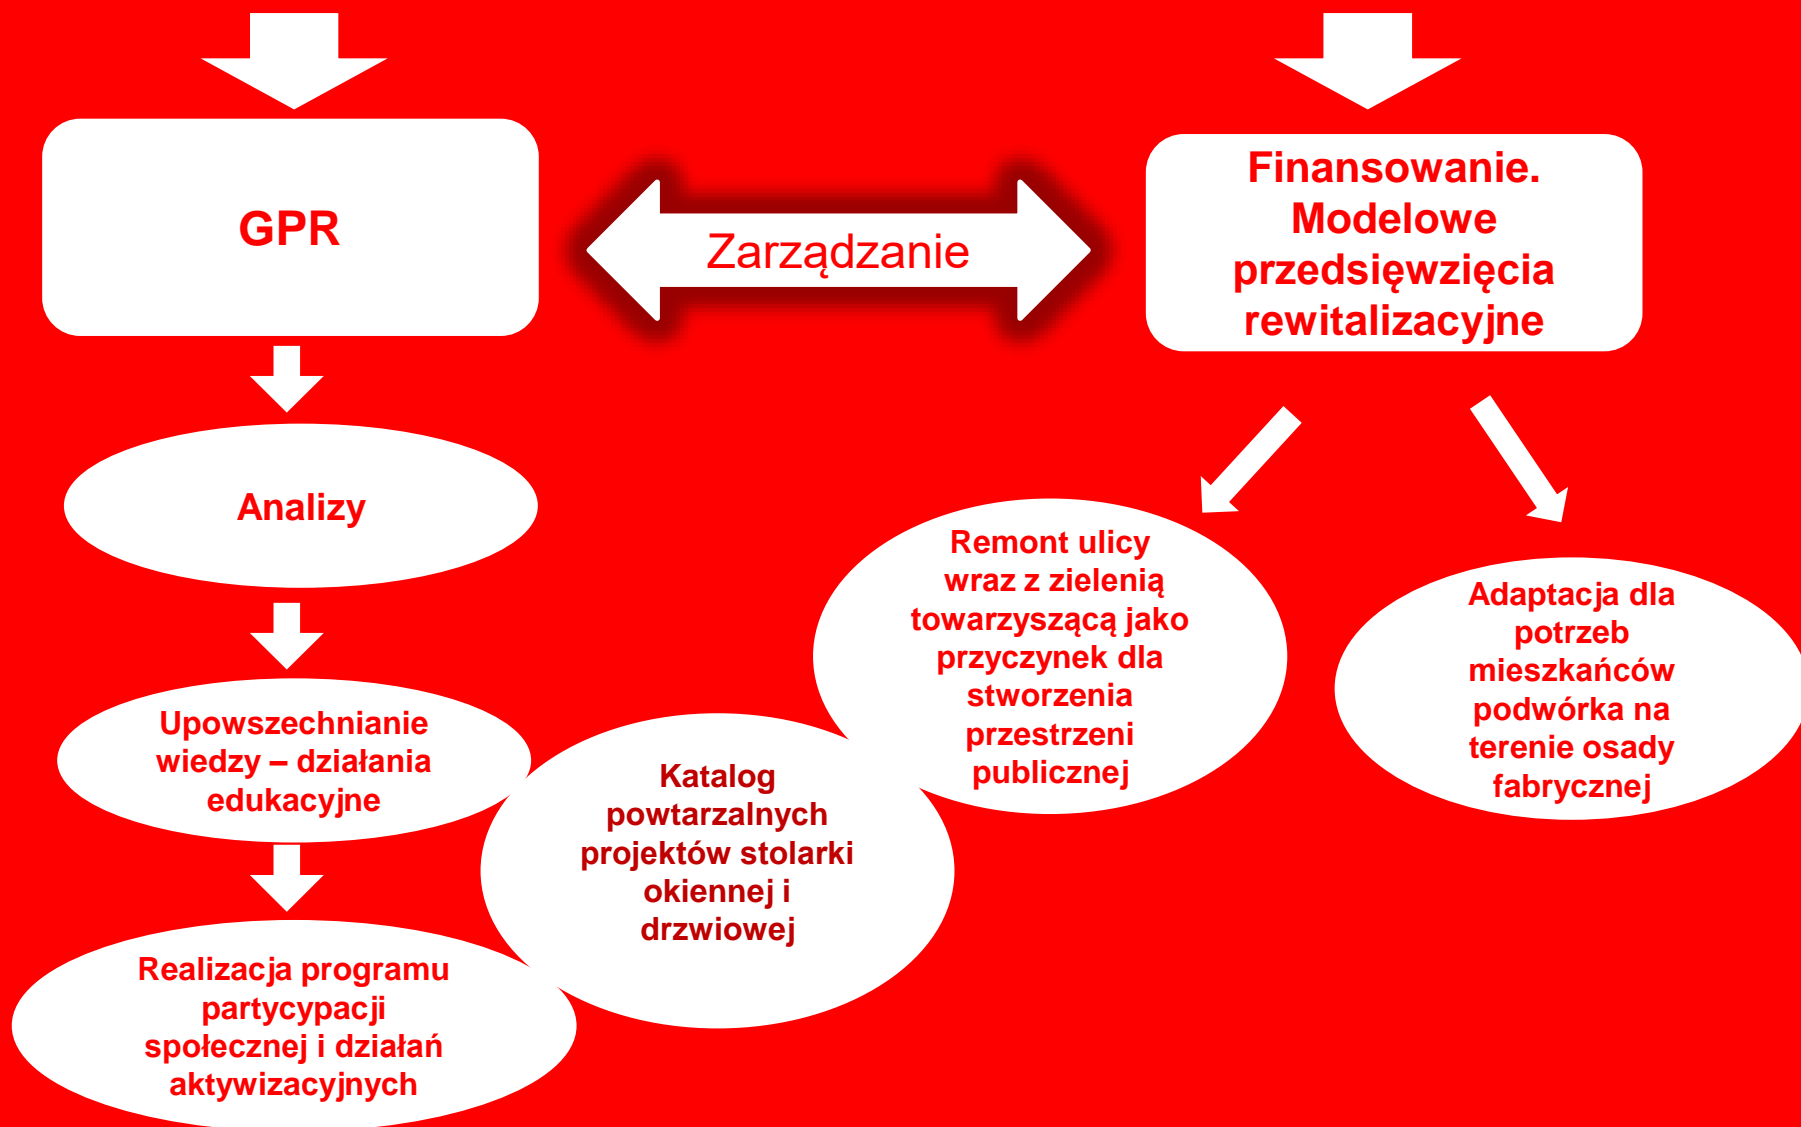 GPR
Zarządzanie
Finansowanie.
Modelowe
przedsięwzięcia
rewitalizacyjne
Analizy
Upowszechnianie
wiedzy – działania
edukacyjne
Realizacja programu
partycypacji
społecznej i działań
aktywizacyjnych
Katalog
powtarzalnych
projektów stolarki
okiennej i
drzwiowej
Remont ulicy
wraz z zielenią
towarzyszącą jako
przyczynek dla
stworzenia
przestrzeni
publicznej
Adaptacja dla
potrzeb
mieszkańców
podwórka na
terenie osady
fabrycznej